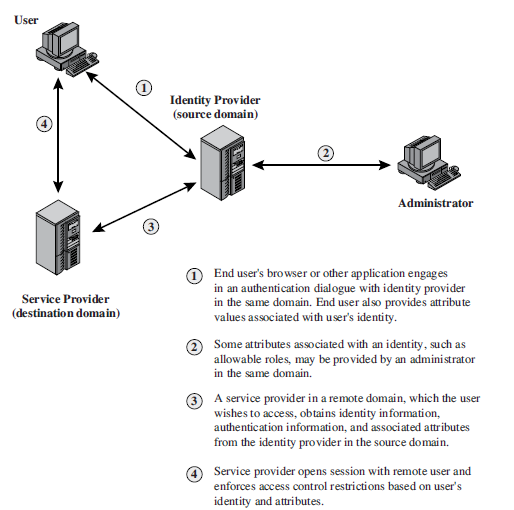 User
1
Identity Provider
(source domain)
4
2
Administrator
3
Service Provider
(destination domain)
1 End user's browser or other application engages
in an authentication dialogue with identity provider
in the same domain. End user also provides attribute
values associated with user's identity.
2 Some attributes associated with an identity, such as
allowable roles, may be provided by an administrator
in the same domain.
3 A service provider in a remote domain, which the user
wishes to access, obtains identity information,
authentication information, and associated attributes
from the identity provider in the source domain.
4 Service provider opens session with remote user and
enforces access control restrictions based on user's
identity and attributes.